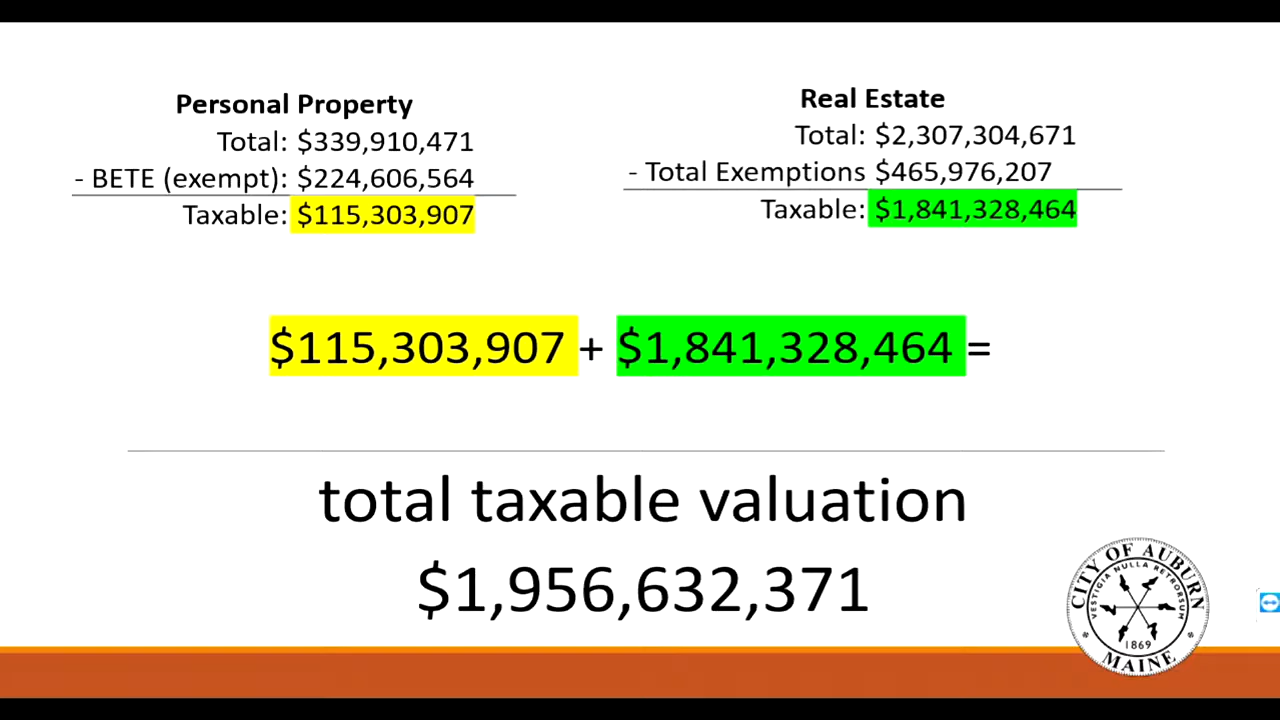 Personal Property
Total: $339,910,471
- BETE (exempt): $224,606,564
Taxable: $115,303,907
Real Estate
Total: $2,307,304,671
- Total Exemptions $465,976,207
Taxable: $1,841,328,464
$115,303,907 + $1,841,328,464 =
total taxable valuation
$1,956,632,371
CITY OF AUBURN
VESTIGIA NULLA RETRORSUM
1869
MAINE